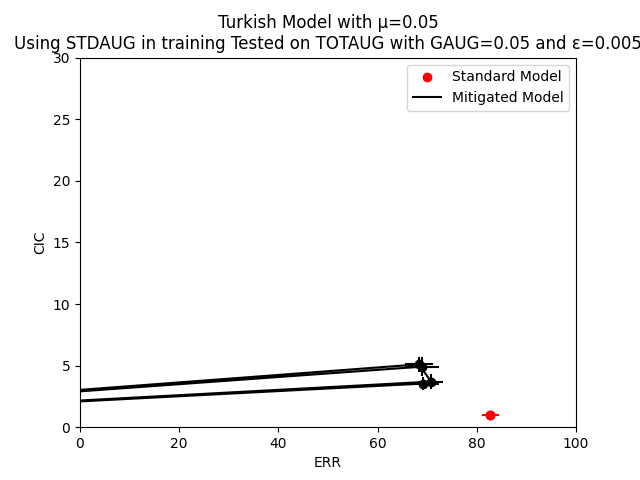 Turkish Model with μ=0.05
Using STDAUG in training Tested on TOTAUG with GAUG=0.05 and ε=0.005
Standard Model
Mitigated Model
30
25
20
15
10
5
0
CIC
0 20 40 60 80 100
ERR